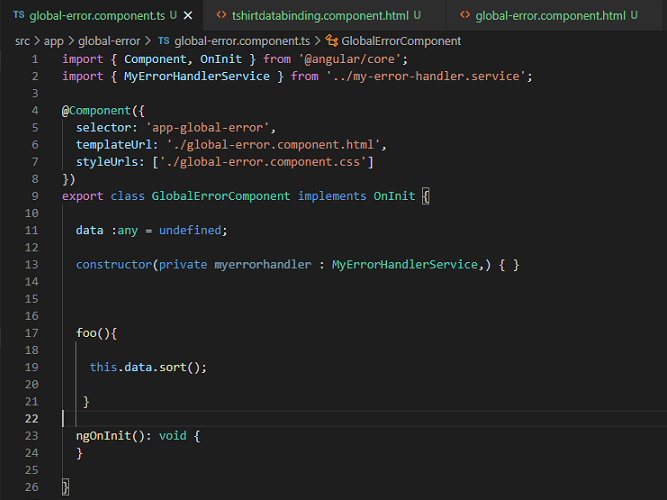 TS global-error.component.ts U ×
<> tshirtdatabinding.component.html U
<> global-error.component.html U
src > app > global-error > TS global-error.component.ts > GlobalErrorComponent
1 import { Component, OnInit } from '@angular/core';
2 import { MyErrorHandlerService } from '../my-error-handler.service';
3
4 @Component({
5 selector: 'app-global-error',
6 templateUrl: './global-error.component.html',
7 styleUrls: ['./global-error.component.css']
8 })
9 export class GlobalErrorComponent implements OnInit {
10
11 data :any = undefined;
12
13 constructor(private myerrorhandler : MyErrorHandlerService,) { }
14
15
16
17 foo(){
18
19 this.data.sort();
20
21 }
22
23 ngOnInit(): void {
24 }
25
26 }